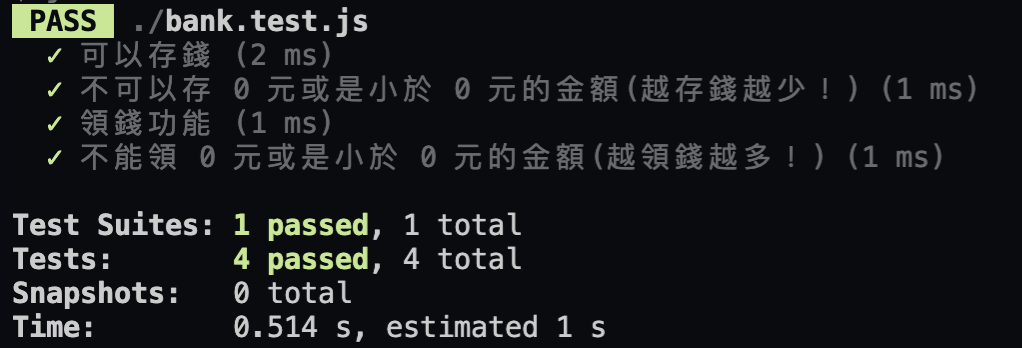 PASS ./bank.test.js
✓ 可以存錢 (2 ms)
✓ 不可以存 0 元或是小於 0 元的金額(越存錢越少！) (1 ms)
✓ 領錢功能 (1 ms)
✓ 不能領 0 元或是小於 0 元的金額(越領錢越多！) (1 ms)
Test Suites: 1 passed, 1 total
Tests: 4 passed, 4 total
Snapshots: 0 total
Time: 0.514 s, estimated 1 s